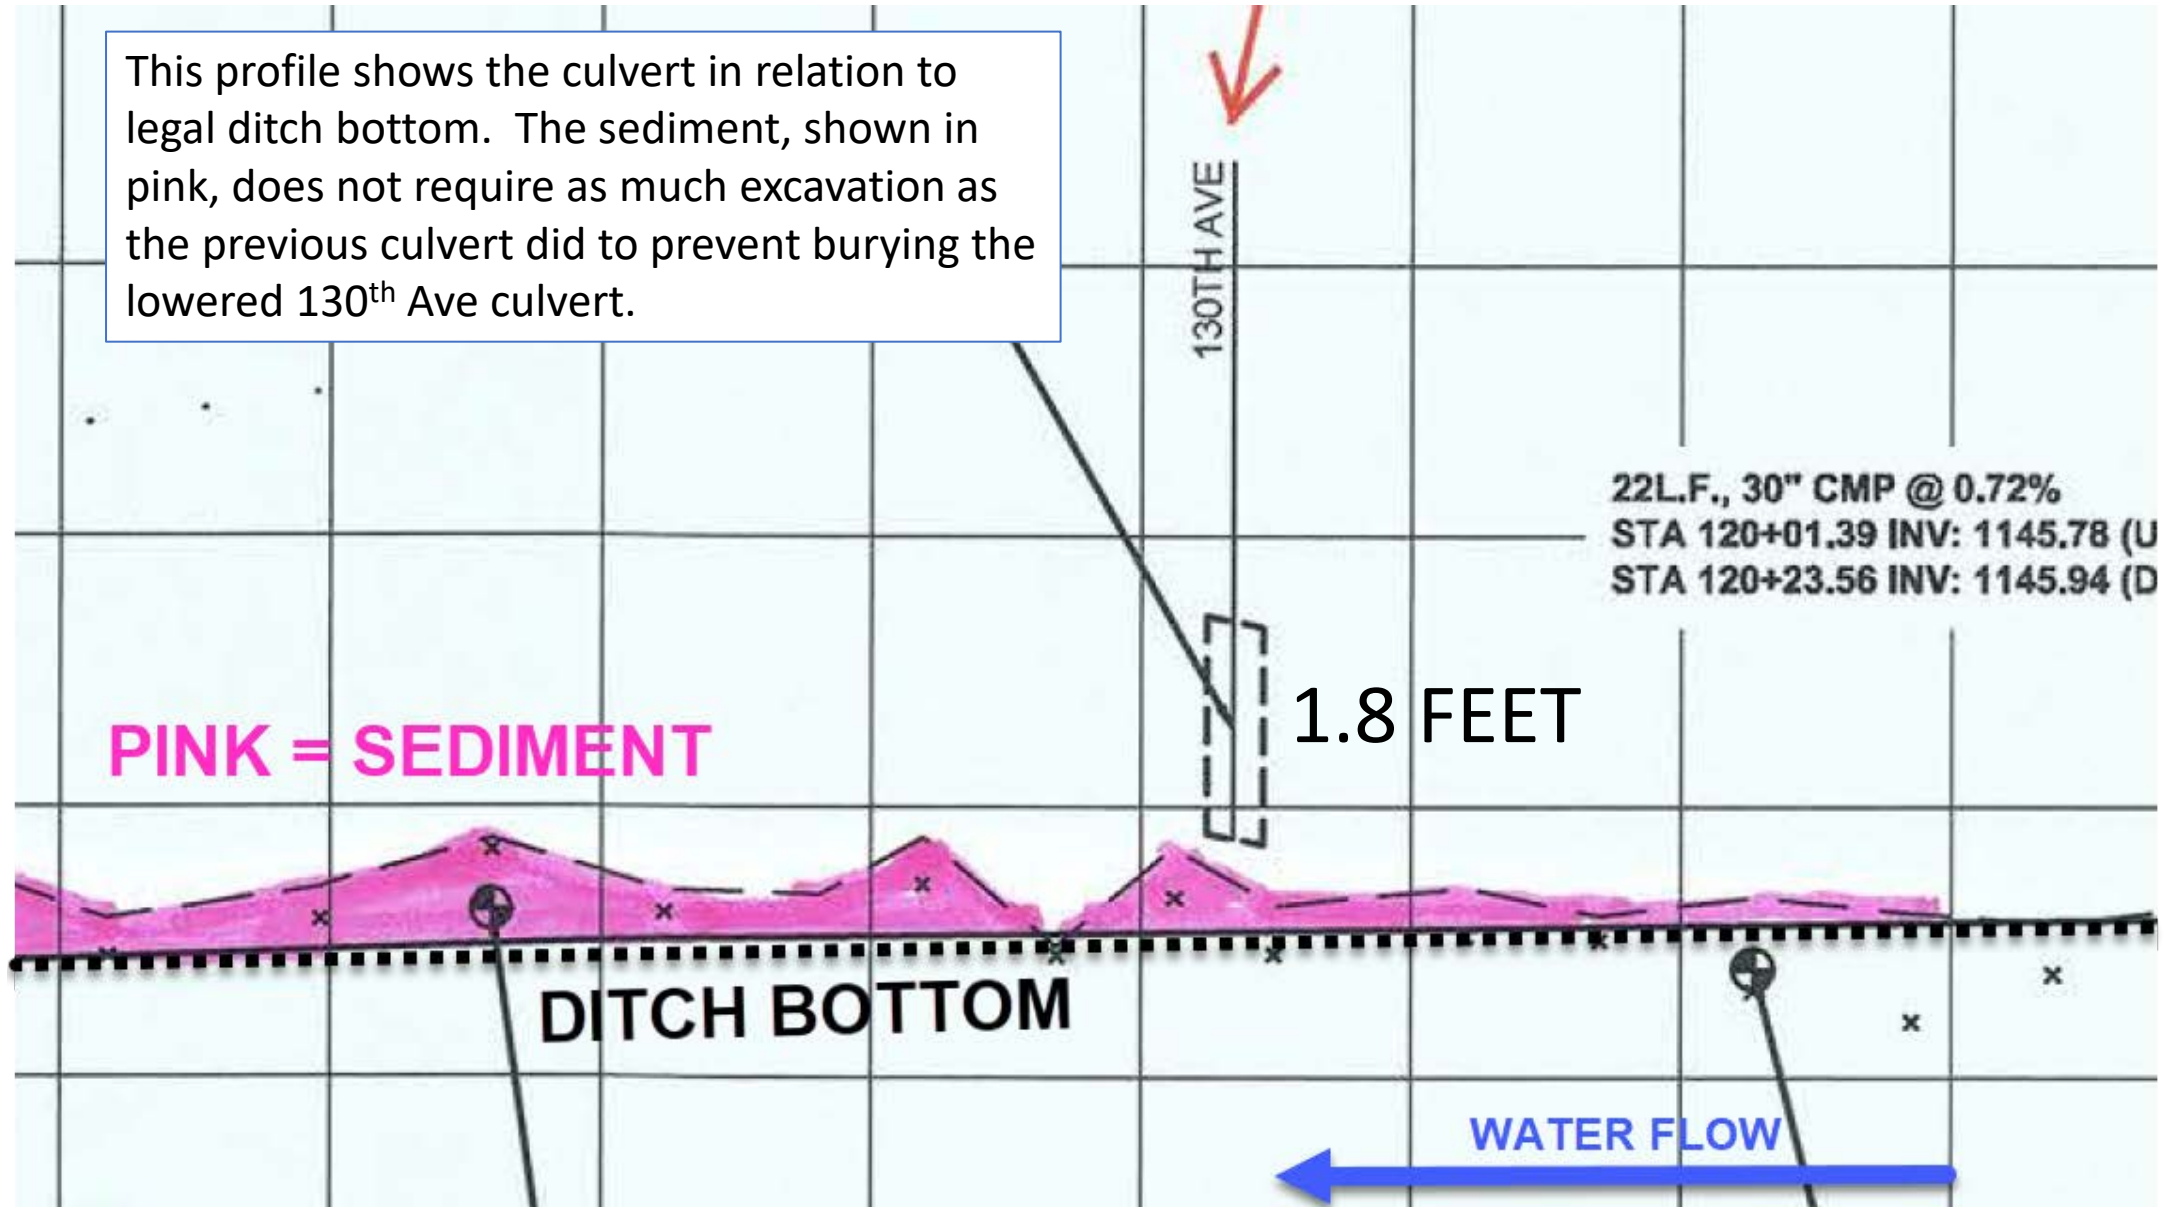 This profile shows the culvert in relation to
legal ditch bottom. The sediment, shown in
pink, does not require as much excavation as
the previous culvert did to prevent burying the
lowered 130th Ave culvert.
130TH AVE
22L.F., 30" CMP @ 0.72%
STA 120+01.39 INV: 1145.78 (U
STA 120+23.56 INV: 1145.94 (D
1.8 FEET
PINK = SEDIMENT
DITCH BOTTOM
WATER FLOW